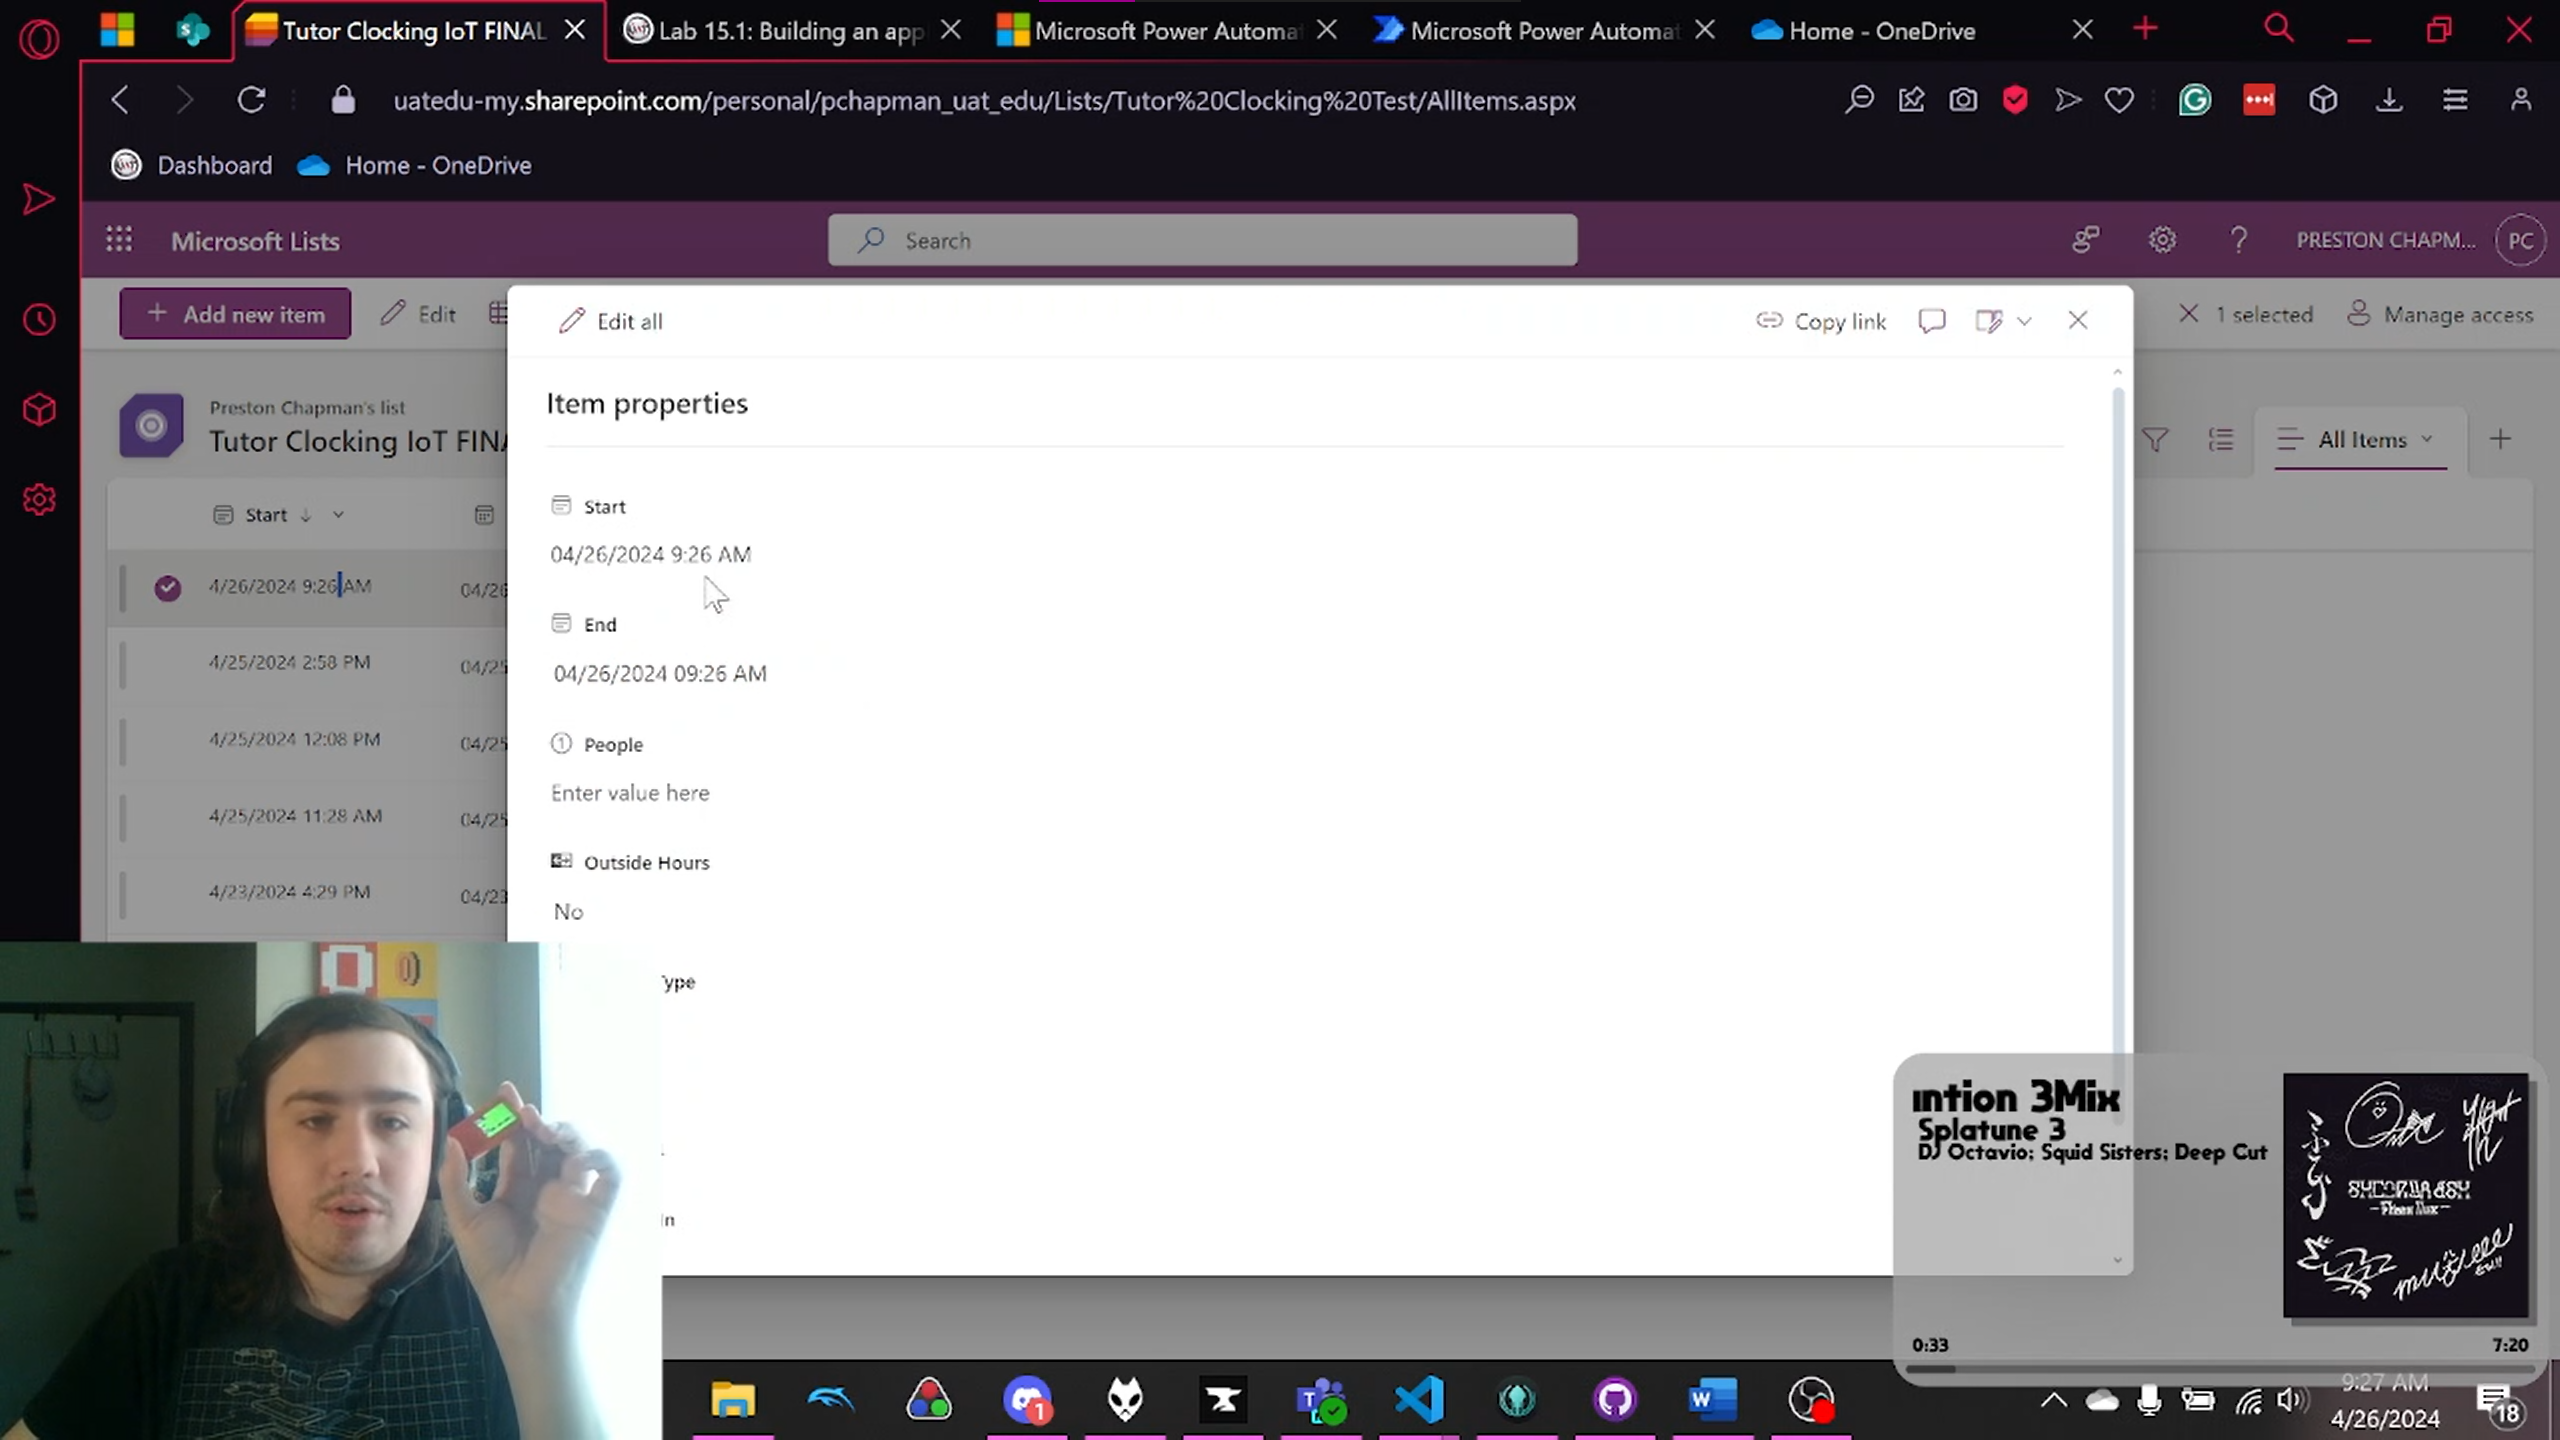 Tutor Clocking IoT FINAL
Lab 15.1: Building an app
Microsoft Power Automat
Microsoft Power Automat
Home - OneDrive
uatedu-my.sharepoint.com/personal/pchapman_uat_edu/Lists/Tutor%20Clocking%20Test/AllItems.aspx
Dashboard
Home - OneDrive
Microsoft Lists
Search
PRESTON CHAPM...
PC
Add new item
Edit
Edit all
Copy link
1 selected
Manage access
Item properties
Preston Chapman's list
Tutor Clocking IoT FINA
All Items
Start
Start
04/26/2024 9:26 AM
4/26/2024 9:26 AM
04/26
End
4/25/2024 2:58 PM
04/25
04/26/2024 09:26 AM
People
4/25/2024 12:08 PM
04/25
Enter value here
4/25/2024 11:28 AM
04/25
Outside Hours
4/23/2024 4:29 PM
04/23
No
Type
In
ıntion 3Mix
Splatune 3
DJ Octavio; Squid Sisters; Deep Cut
0:33
7:20
1
9:27 AM
4/26/2024
18